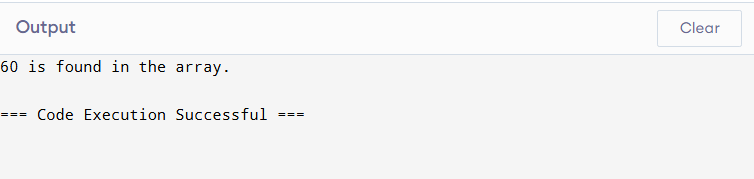 Output
Clear
60 is found in the array.
=== Code Execution Successful ===